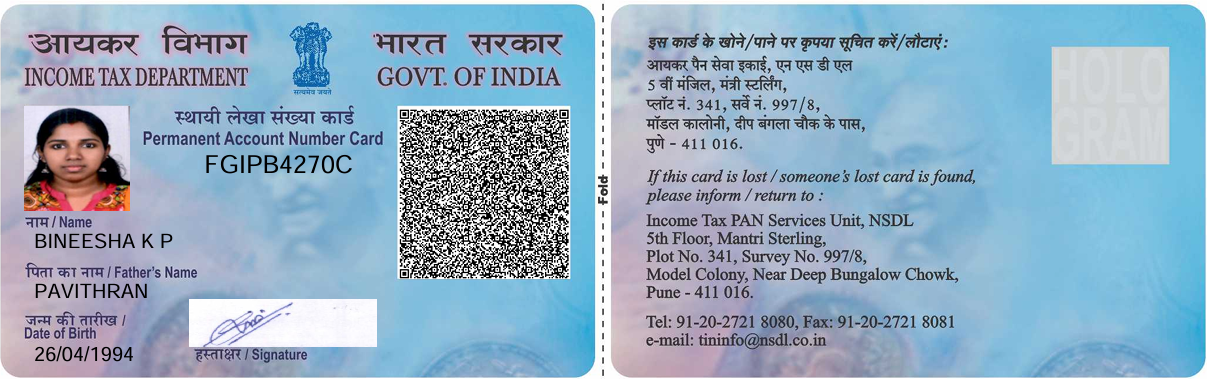 आयकर विभाग
INCOME TAX DEPARTMENT
सत्यमेव जयते
भारत सरकार
GOVT. OF INDIA
स्थायी लेखा संख्या कार्ड
Permanent Account Number Card
FGIPB4270C
नाम / Name
BINEESHA K P
पिता का नाम / Father's Name
PAVITHRAN
जन्म की तारीख /
Date of Birth
26/04/1994
हस्ताक्षर / Signature
Fold
इस कार्ड के खोने/पाने पर कृपया सूचित करें/लौटाएं :
आयकर पैन सेवा इकाई, एन एस डी एल
5 वीं मंजिल, मंत्री स्टर्लिंग,
प्लॉट नं. 341, सर्वे नं. 997/8,
मॉडल कालोनी, दीप बंगला चौक के पास,
पुणे - 411 016.
If this card is lost / someone's lost card is found,
please inform / return to :
Income Tax PAN Services Unit, NSDL
5th Floor, Mantri Sterling,
Plot No. 341, Survey No. 997/8,
Model Colony, Near Deep Bungalow Chowk,
Pune - 411 016.
Tel: 91-20-2721 8080, Fax: 91-20-2721 8081
e-mail: tininfo@nsdl.co.in
HOLO
GRAM